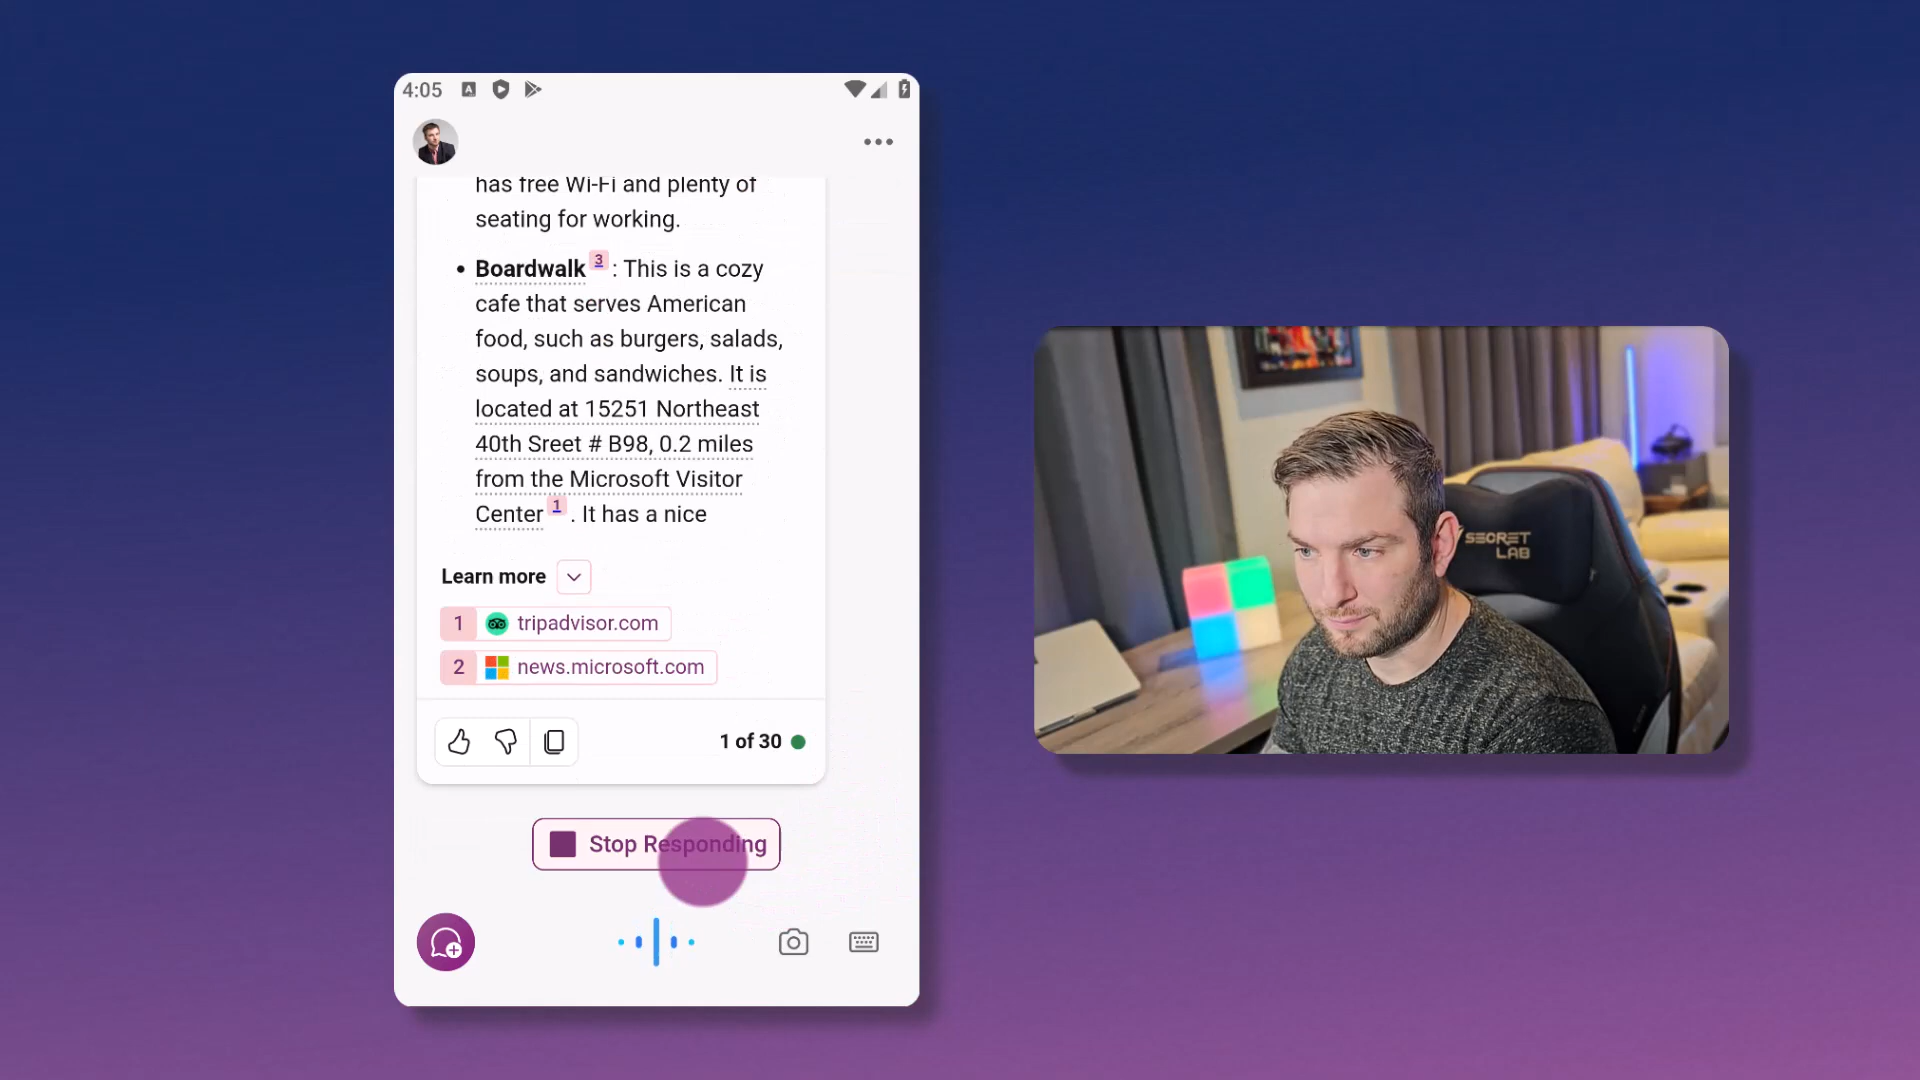 4:05
has free Wi-Fi and plenty of
seating for working.
• Boardwalk 3 : This is a cozy
cafe that serves American
food, such as burgers, salads,
soups, and sandwiches. It is
located at 15251 Northeast
40th Sreet # B98, 0.2 miles
from the Microsoft Visitor
Center 1 . It has a nice
Learn more
1 tripadvisor.com
2 news.microsoft.com
1 of 30
Stop Responding
SECRET
LAB